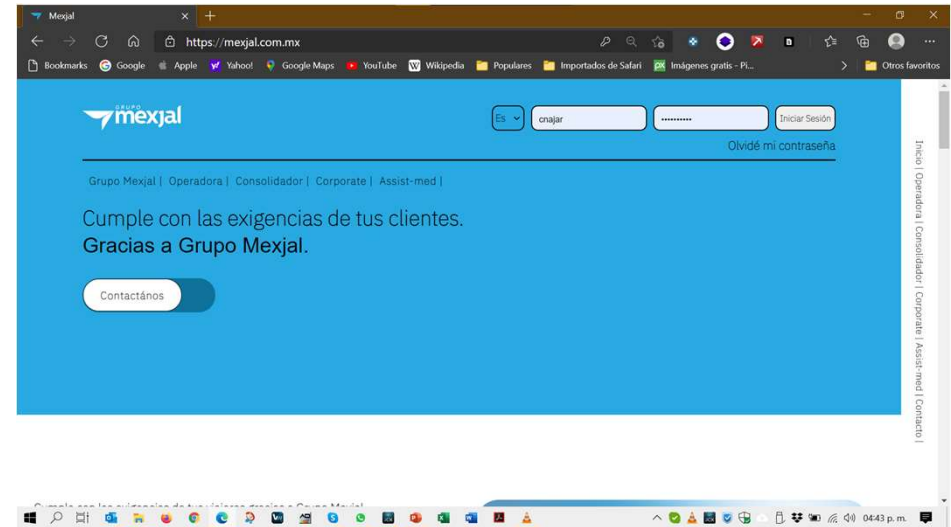 Mexjal
https://mexjal.com.mx
Bookmarks Google Apple Yahoo! Google Maps YouTube Wikipedia Populares Importados de Safari Imágenes gratis - Pi... Otros favoritos
GRUPO
mexjal
Es cnajar •••••••••• Iniciar Sesión
Olvidé mi contraseña
Grupo Mexjal | Operadora | Consolidador | Corporate | Assist-med |
Cumple con las exigencias de tus clientes.
Gracias a Grupo Mexjal.
Contactános
Inicio | Operadora | Consolidador | Corporate | Assist-med | Contacto |
04:43 p. m.